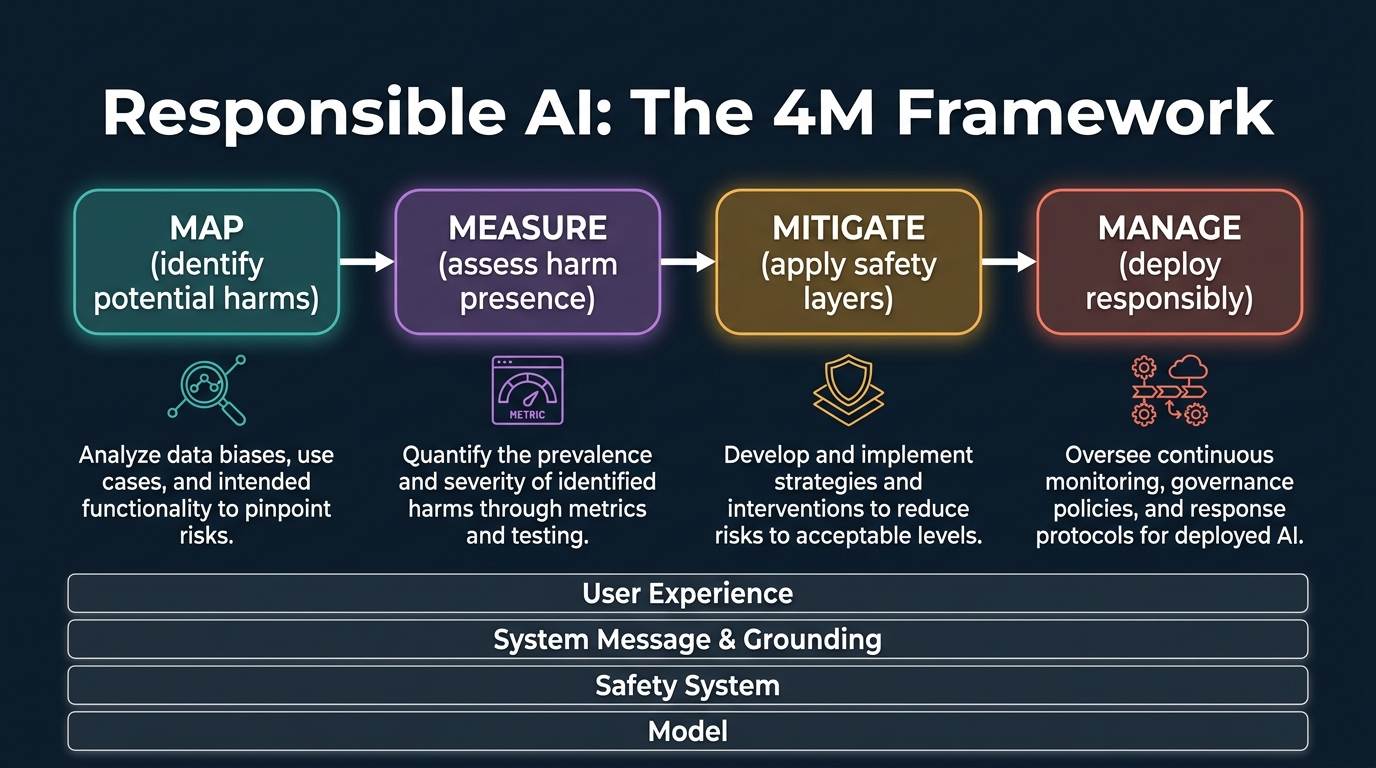 Responsible AI: The 4M Framework
MAP
(identify
potential harms)
MEASURE
(assess harm
presence)
MITIGATE
(apply safety
layers)
MANAGE
(deploy
responsibly)
METRIC
Analyze data biases, use
cases, and intended
functionality to pinpoint
risks.
Quantify the prevalence
and severity of identified
harms through metrics
and testing.
Develop and implement
strategies and
interventions to reduce
risks to acceptable levels.
Oversee continuous
monitoring, governance
policies, and response
protocols for deployed AI.
User Experience
System Message & Grounding
Safety System
Model